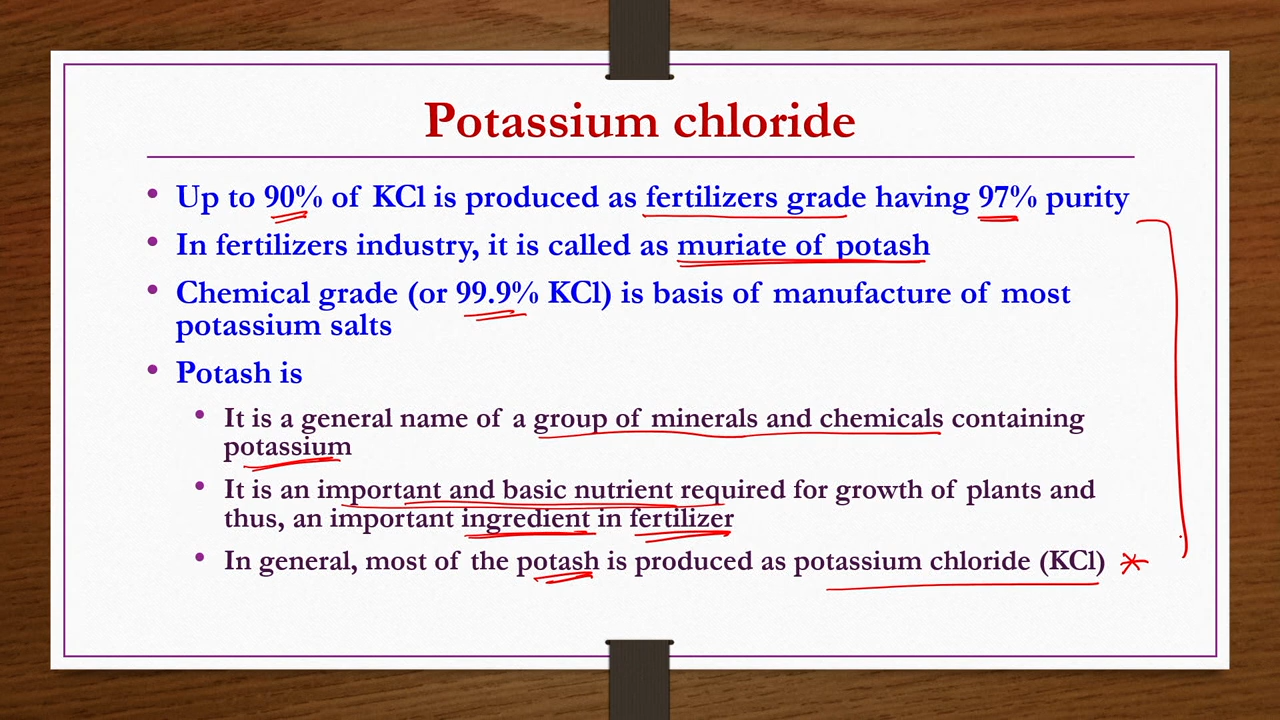 Potassium chloride
• Up to 90% of KCl is produced as fertilizers grade having 97% purity
• In fertilizers industry, it is called as muriate of potash
• Chemical grade (or 99.9% KCl) is basis of manufacture of most
potassium salts
• Potash is
• It is a general name of a group of minerals and chemicals containing
potassium
• It is an important and basic nutrient required for growth of plants and
thus, an important ingredient in fertilizer
• In general, most of the potash is produced as potassium chloride (KCl) *